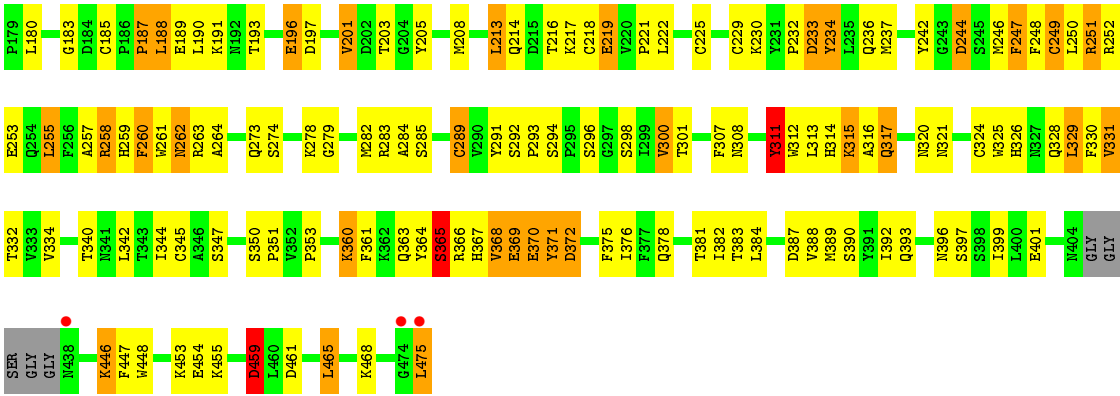 P179 L180 G183 D184 C185 P186 P187 L188 E189 L190 K191 N192 T193 E196 D197 V201 D202 T203 G204 Y205 M208 L213 Q214 D215 T216 K217 C218 E219 V220 P221 L222 C225 C229 K230 Y231 P232 D233 Y234 L235 Q236 M237 Y242 G243 D244 S245 M246 F247 F248 C249 L250 R251 R252
E253 Q254 L255 F256 A257 R258 H259 F260 W261 N262 R263 A264 Q273 S274 K278 G279 M282 R283 A284 S285 C289 V290 Y291 S292 P293 S294 P295 S296 G297 S298 I299 V300 T301 F307 N308 Y311 W312 L313 H314 K315 A316 Q317 N320 N321 C324 W325 H326 N327 Q328 L329 F330 V331
T332 V333 V334 T340 N341 L342 T343 I344 C345 A346 S347 S350 P351 V352 P353 K360 F361 K362 Q363 Y364 S365 R366 H367 V368 E369 E370 Y371 D372 F375 I376 F377 Q378 T381 I382 T383 L384 D387 V388 M389 S390 Y391 I392 Q393 N396 S397 S398 I399 L400 E401 N404 GLY GLY
SER GLY GLY N438 K446 F447 W448 K453 E454 K455 D459 L460 D461 L465 K468 G474 L475